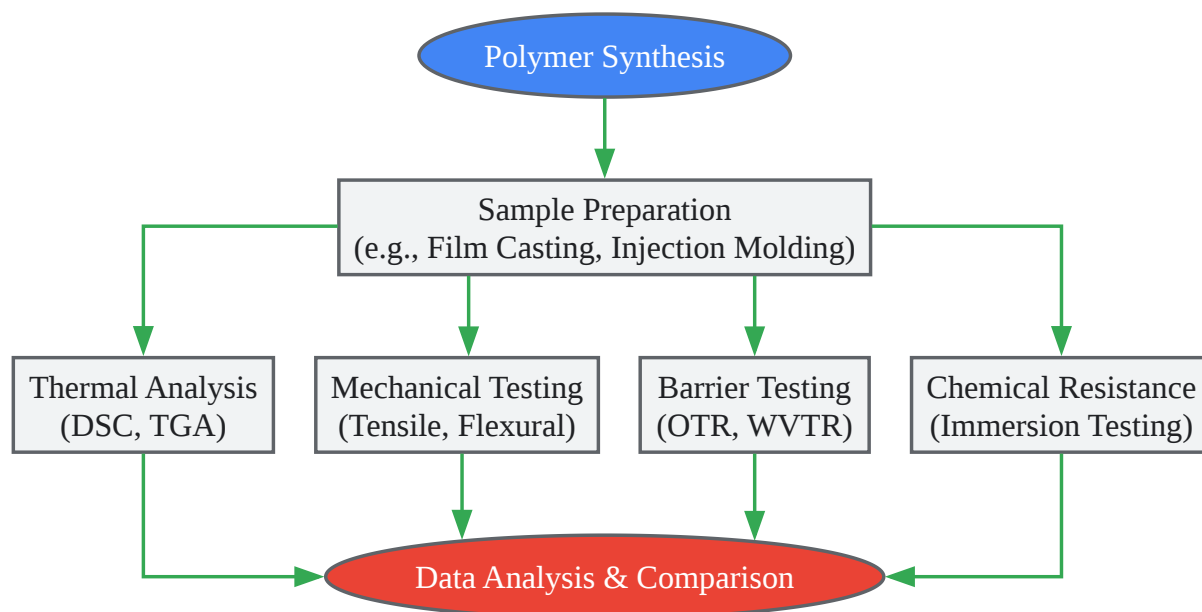 Polymer Synthesis
Sample Preparation
(e.g., Film Casting, Injection Molding)
Thermal Analysis
(DSC, TGA)
Mechanical Testing
(Tensile, Flexural)
Barrier Testing
(OTR, WVTR)
Chemical Resistance
(Immersion Testing)
Data Analysis & Comparison